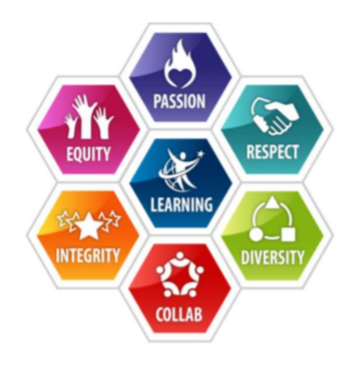 PASSION
EQUITY
RESPECT
LEARNING
INTEGRITY
DIVERSITY
COLLAB